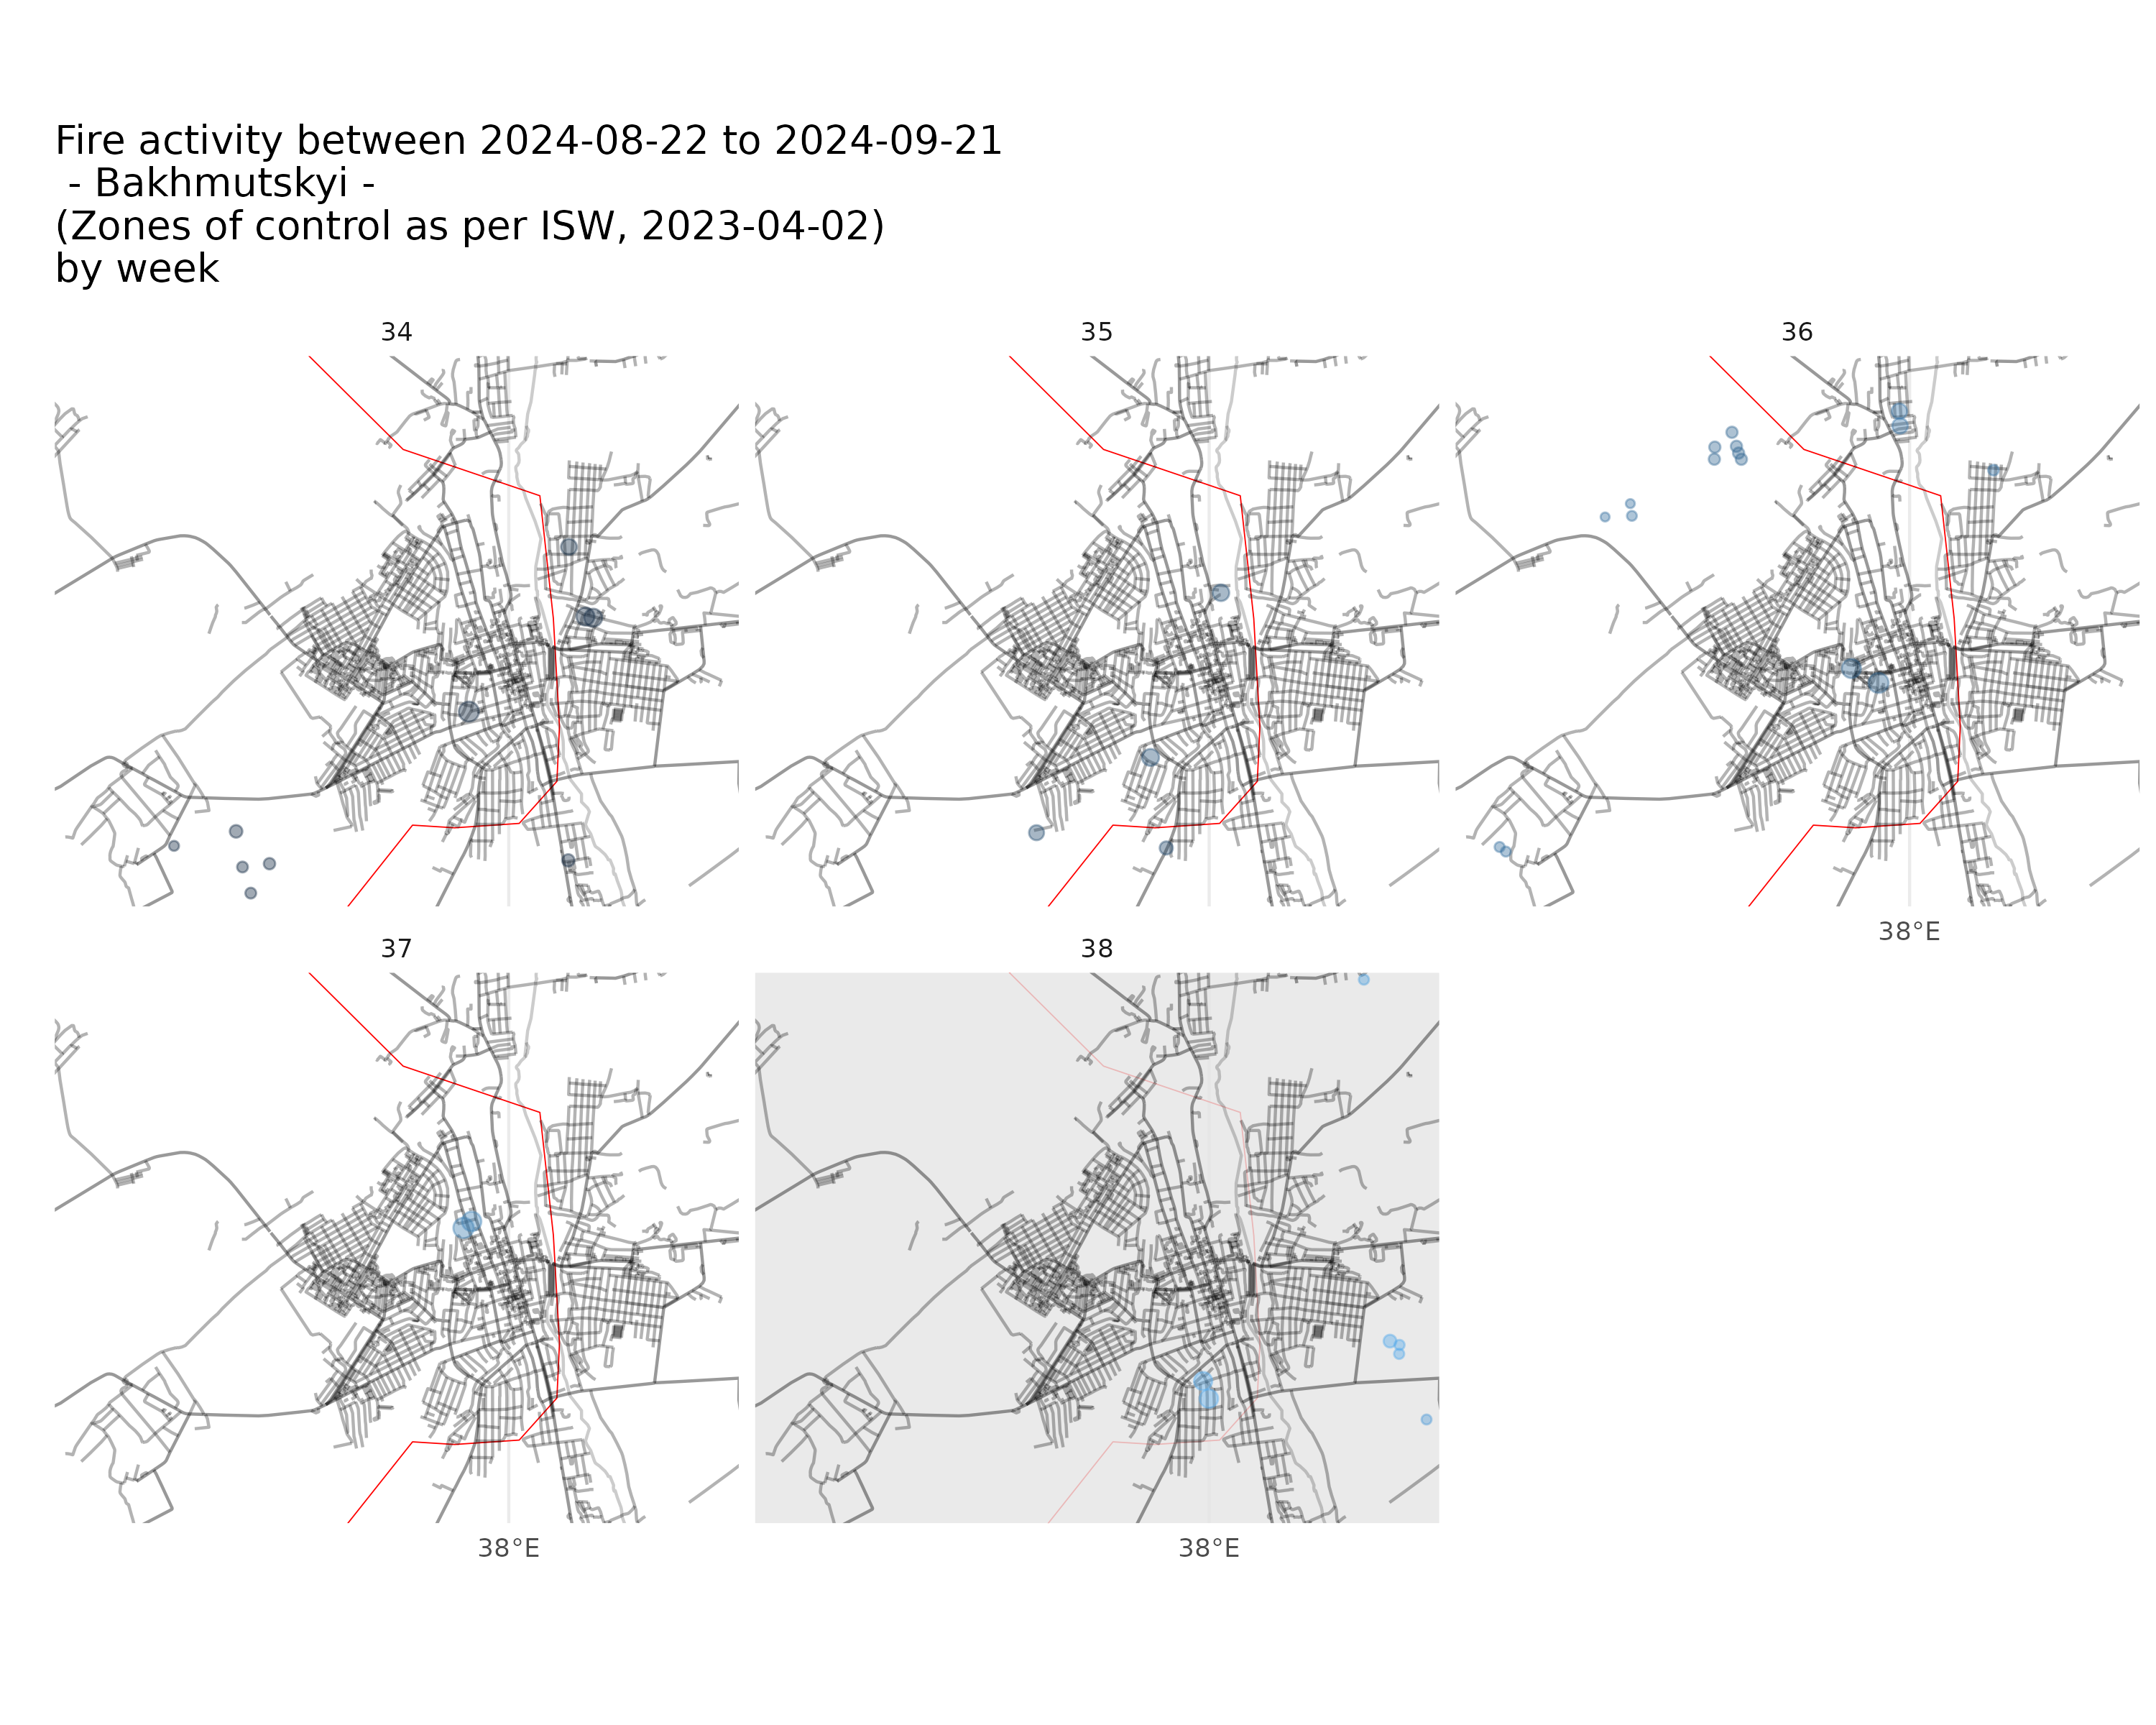 Fire activity between 2024-08-22 to 2024-09-21
- Bakhmutskyi -
(Zones of control as per ISW, 2023-04-02)
by week
34
35
36
38°E
37
38
38°E
38°E